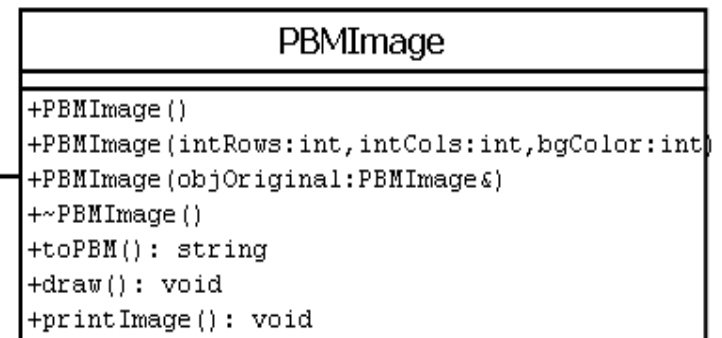 PBMImage
+PBMImage()
+PBMImage(intRows:int,intCols:int,bgColor:int)
+PBMImage(objOriginal:PBMImage&)
+~PBMImage()
+toPBM(): string
+draw(): void
+printImage(): void